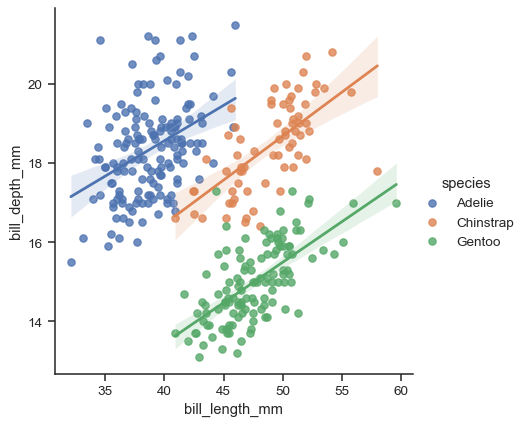 20
18
16
14
bill_depth_mm
35 40 45 50 55 60
bill_length_mm
species
Adelie
Chinstrap
Gentoo